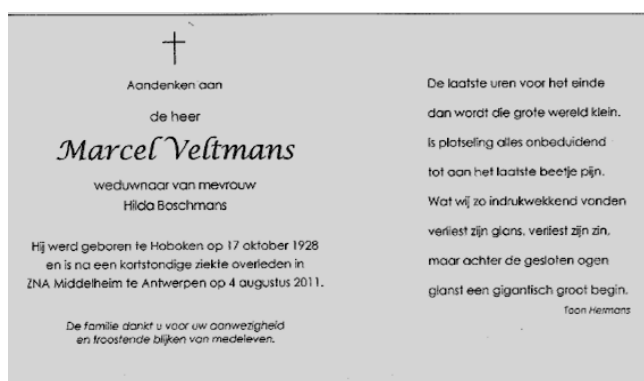 Aandenken aan
de heer
Marcel Veltmans
weduwnaar van mevrouw
Hilda Boschmans
Hij werd geboren te Hoboken op 17 oktober 1928
en is na een kortstondige ziekte overleden in
ZNA Middelheim te Antwerpen op 4 augustus 2011.
De familie dankt u voor uw aanwezigheid
en troostende blijken van medeleven.
De laatste uren voor het einde
dan wordt die grote wereld klein.
Is plotseling alles onbeduidend
tot aan het laatste beetje pijn.
Wat wij zo indrukwekkend vonden
verliest zijn glans, verliest zijn zin,
maar achter de gesloten ogen
glanst een gigantisch groot begin.
Toon Hermans